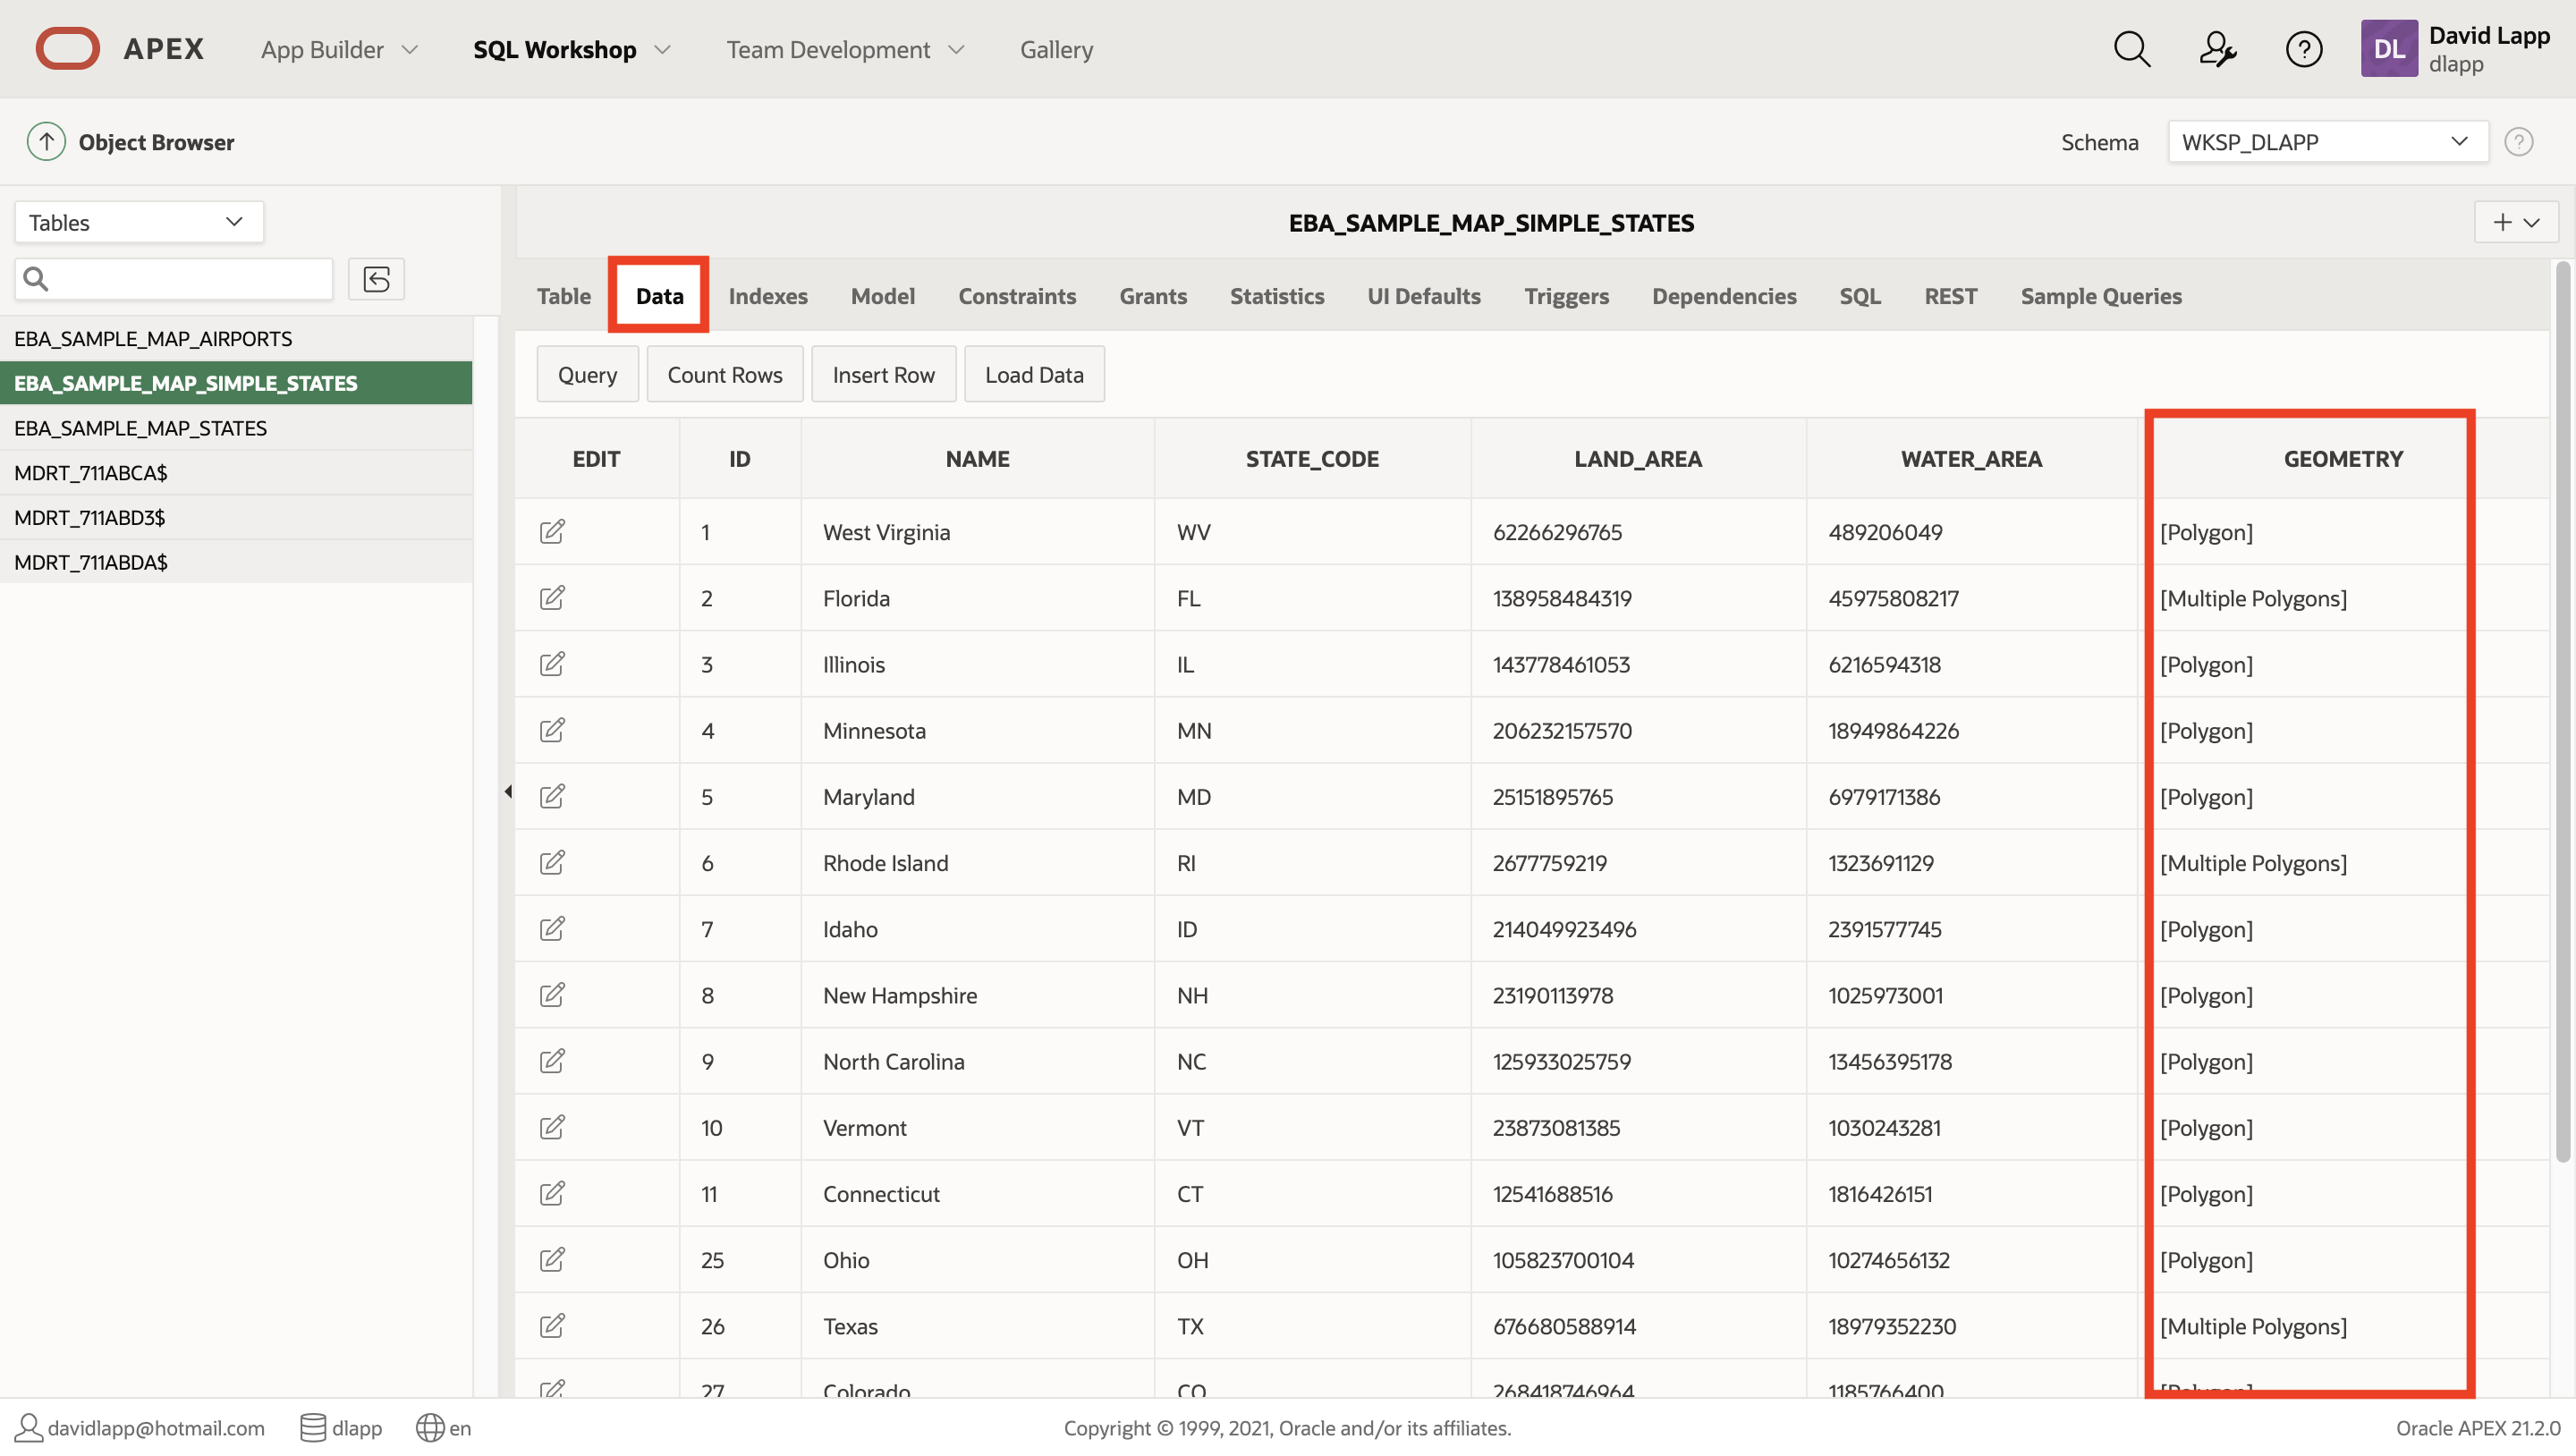 APEX App Builder SQL Workshop Team Development Gallery DL David Lapp
dlapp
Object Browser Schema WKSP_DLAPP
Tables
EBA_SAMPLE_MAP_AIRPORTS
EBA_SAMPLE_MAP_SIMPLE_STATES
EBA_SAMPLE_MAP_STATES
MDRT_711ABCA$
MDRT_711ABD3$
MDRT_711ABDA$
EBA_SAMPLE_MAP_SIMPLE_STATES
Table Data Indexes Model Constraints Grants Statistics UI Defaults Triggers Dependencies SQL REST Sample Queries
Query Count Rows Insert Row Load Data
EDIT ID NAME STATE_CODE LAND_AREA WATER_AREA GEOMETRY
1 West Virginia WV 62266296765 489206049 [Polygon]
2 Florida FL 138958484319 45975808217 [Multiple Polygons]
3 Illinois IL 143778461053 6216594318 [Polygon]
4 Minnesota MN 206232157570 18949864226 [Polygon]
5 Maryland MD 25151895765 6979171386 [Polygon]
6 Rhode Island RI 2677759219 1323691129 [Multiple Polygons]
7 Idaho ID 214049923496 2391577745 [Polygon]
8 New Hampshire NH 23190113978 1025973001 [Polygon]
9 North Carolina NC 125933025759 13456395178 [Polygon]
10 Vermont VT 23873081385 1030243281 [Polygon]
11 Connecticut CT 12541688516 1816426151 [Polygon]
25 Ohio OH 105823700104 10274656132 [Polygon]
26 Texas TX 676680588914 18979352230 [Multiple Polygons]
27 Colorado CO 268418746964 1185766400 [Polygon]
davidlapp@hotmail.com dlapp en Copyright © 1999, 2021, Oracle and/or its affiliates. Oracle APEX 21.2.0